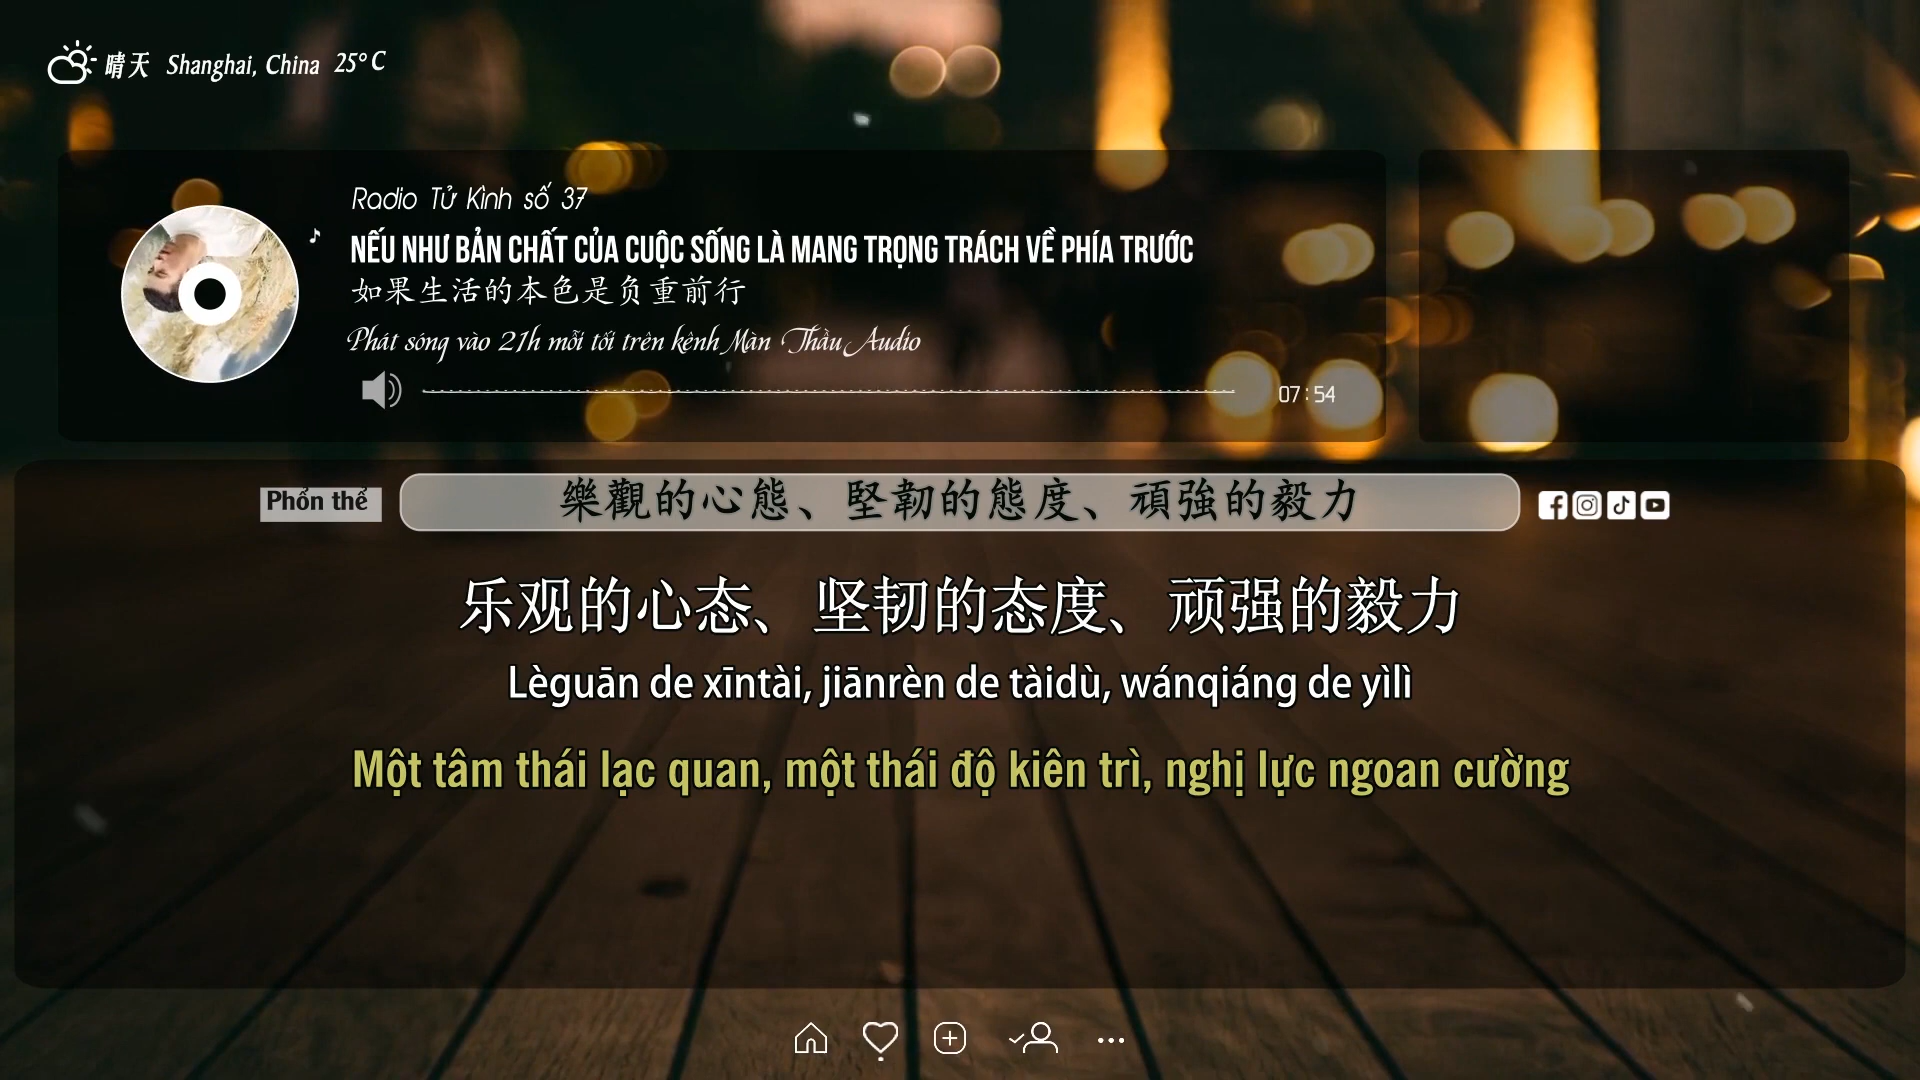 晴天 Shanghai, China 25°C
Radio Tử Kình số 37
NẾU NHƯ BẢN CHẤT CỦA CUỘC SỐNG LÀ MANG TRỌNG TRÁCH VỀ PHÍA TRƯỚC
如果生活的本色是负重前行
Phát sóng vào 21h mỗi tối trên kênh Màn Thầu Audio
07:54
Phồn thể
樂觀的心態、堅韌的態度、頑強的毅力
乐观的心态、坚韧的态度、顽强的毅力
Lèguān de xīntài, jiānrèn de tàidù, wánqiáng de yìlì
Một tâm thái lạc quan, một thái độ kiên trì, nghị lực ngoan cường